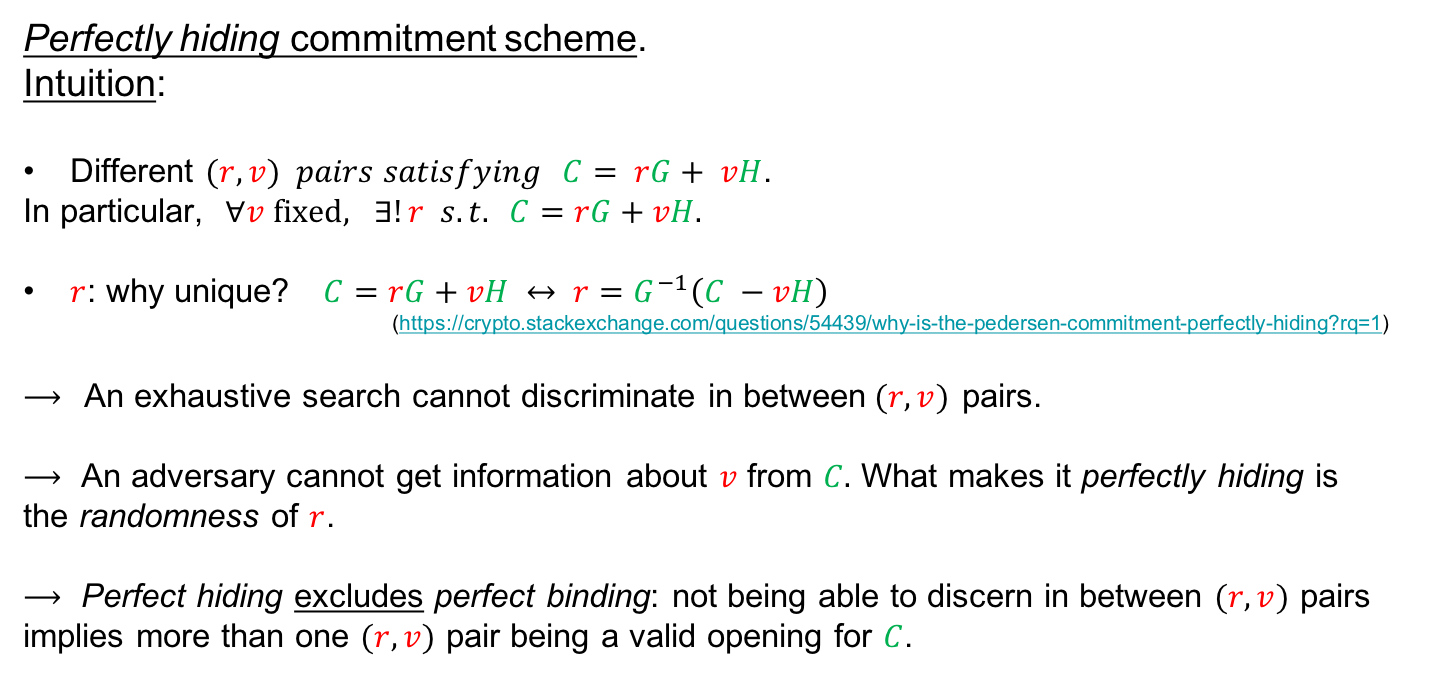 Perfectly hiding commitment scheme.
Intuition:
• Different (r, v) pairs satisfying C = rG + vH.
In particular, ∀v fixed, ∃! r s.t. C = rG + vH.
• r: why unique? C = rG + vH ↔ r = G⁻¹(C − vH)
(https://crypto.stackexchange.com/questions/54439/why-is-the-pedersen-commitment-perfectly-hiding?rq=1)
⟶ An exhaustive search cannot discriminate in between (r, v) pairs.
⟶ An adversary cannot get information about v from C. What makes it perfectly hiding is
the randomness of r.
⟶ Perfect hiding excludes perfect binding: not being able to discern in between (r, v) pairs
implies more than one (r, v) pair being a valid opening for C.